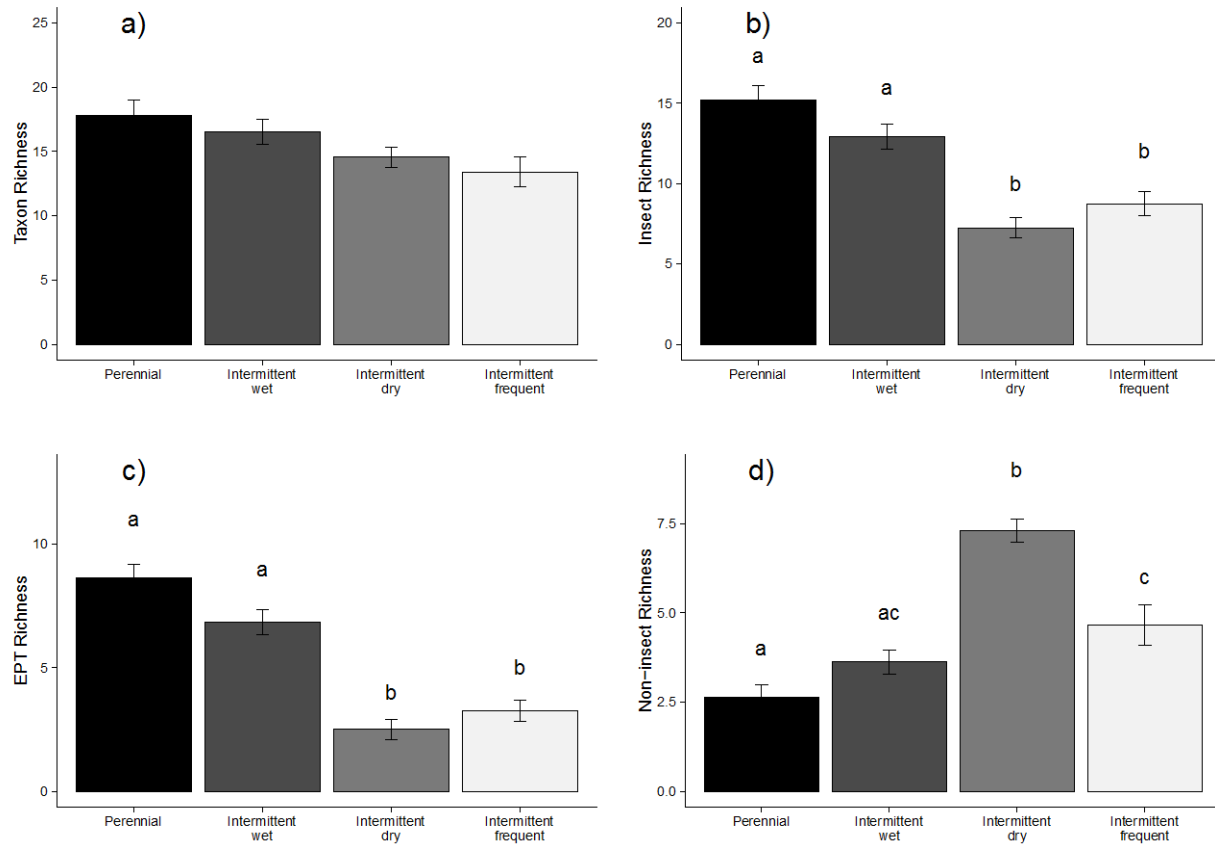 a)
25
20
15
10
5
0
Taxon Richness
Perennial
Intermittent
wet
Intermittent
dry
Intermittent
frequent
b)
20
15
10
5
0
Insect Richness
a
a
b
b
Perennial
Intermittent
wet
Intermittent
dry
Intermittent
frequent
c)
10
5
0
EPT Richness
a
a
b
b
Perennial
Intermittent
wet
Intermittent
dry
Intermittent
frequent
d)
7.5
5.0
2.5
0.0
Non−insect Richness
a
ac
b
c
Perennial
Intermittent
wet
Intermittent
dry
Intermittent
frequent